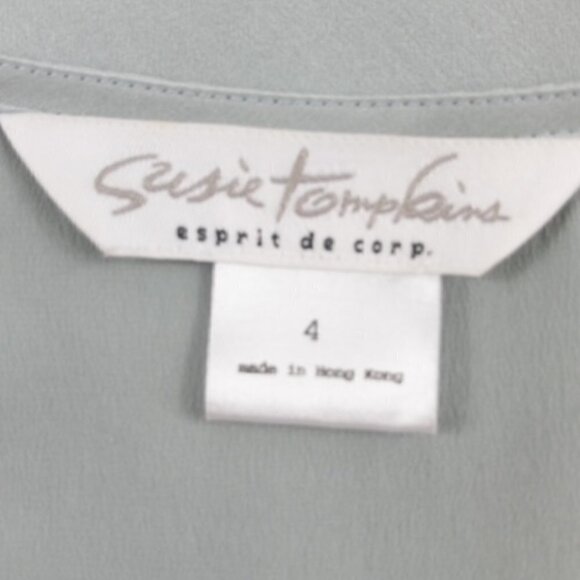 Susie Tompkins
esprit de corp.
4
made in Hong Kong